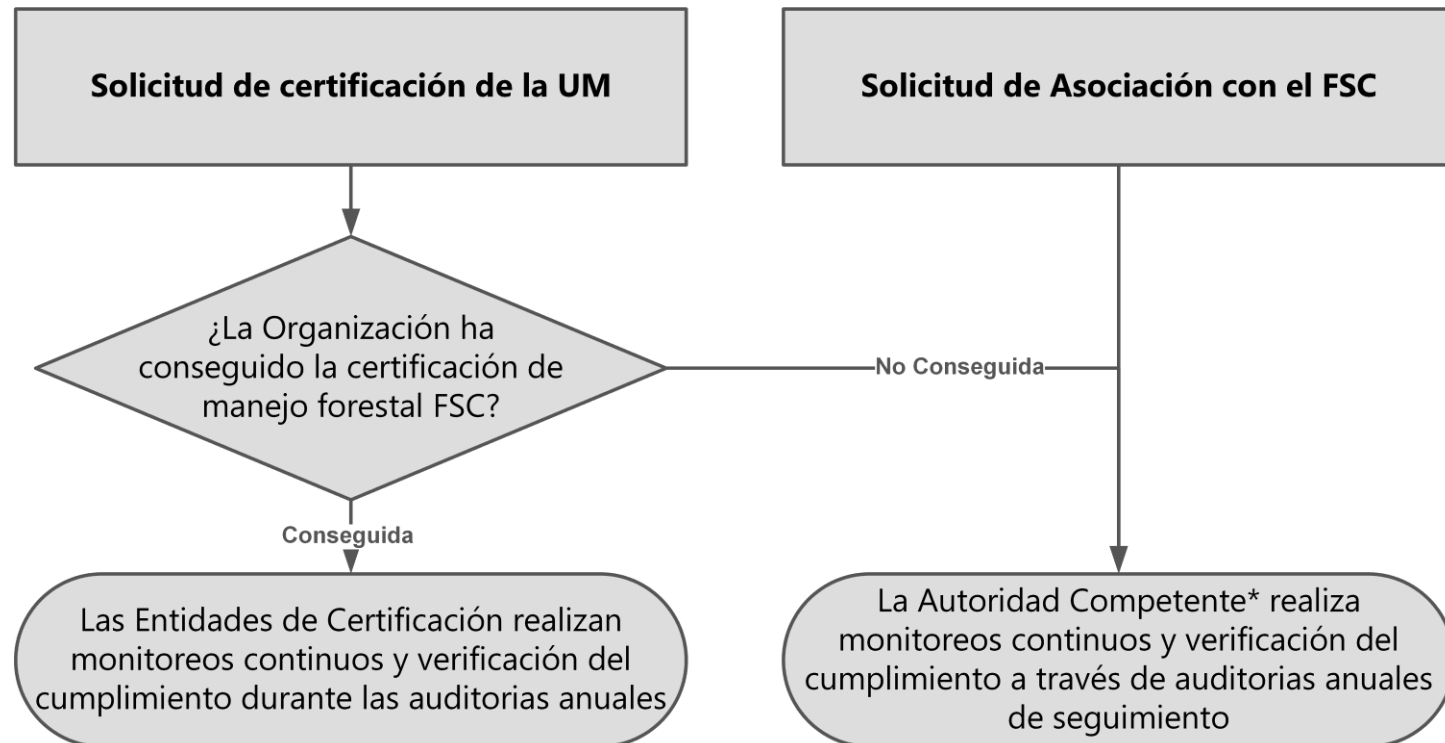 Solicitud de certificación de la UM
Solicitud de Asociación con el FSC
¿La Organización ha
conseguido la certificación de
manejo forestal FSC?
No Conseguida
Conseguida
Las Entidades de Certificación realizan
monitoreos continuos y verificación del
cumplimiento durante las auditorias anuales
La Autoridad Competente* realiza
monitoreos continuos y verificación del
cumplimiento a través de auditorias anuales
de seguimiento